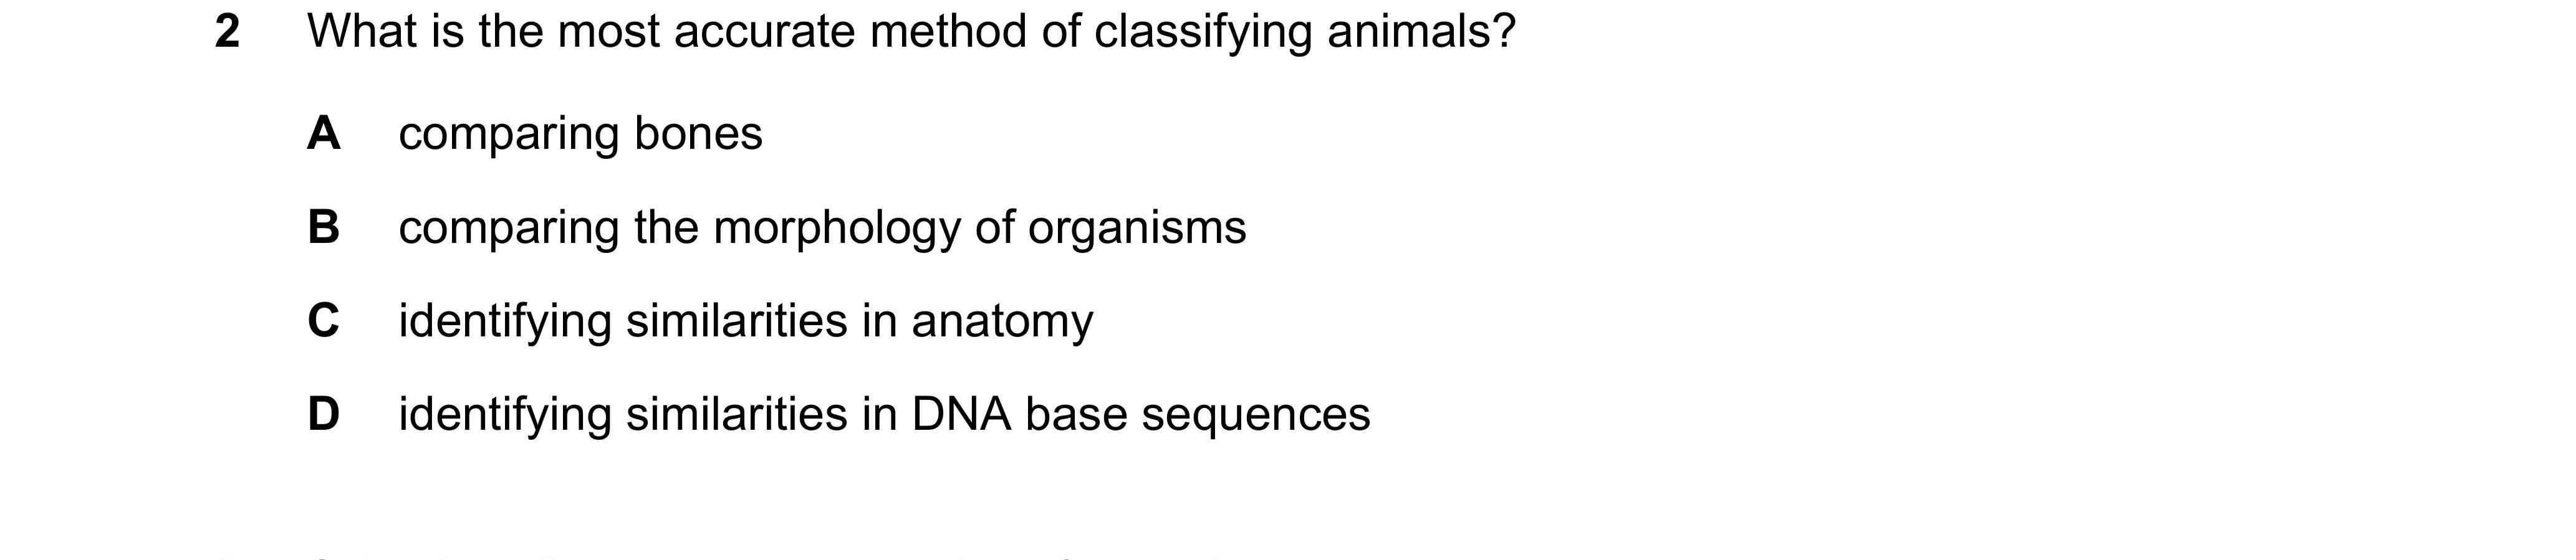 2 What is the most accurate method of classifying animals?
A comparing bones
B comparing the morphology of organisms
C identifying similarities in anatomy
D identifying similarities in DNA base sequences